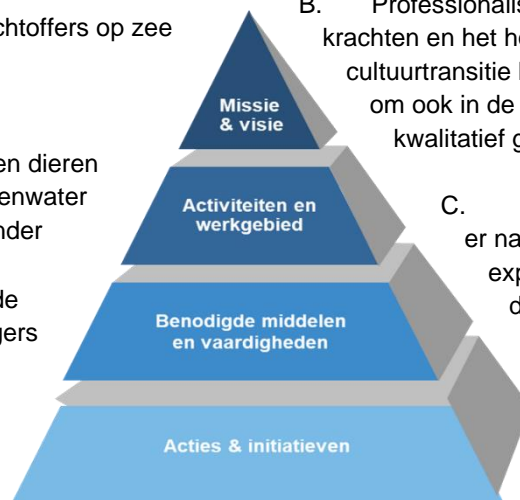 chtoffers op zee
en dieren
enwater
nder
de
gers
B. Professionalis
krachten en het h
cultuurtransitie
om ook in de
kwalitatief g
C.
er na
exp
d
Missie
& visie
Activiteiten en
werkgebied
Benodigde middelen
en vaardigheden
Acties & initiatieven